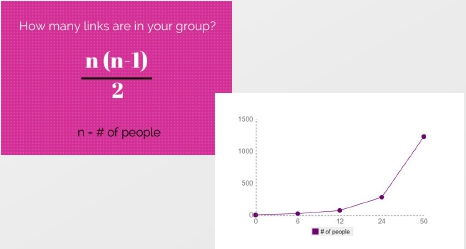 How many links are in your group?
n (n-1)
2
n = # of people
1500
1000
500
0
0 6 12 24 50
# of people